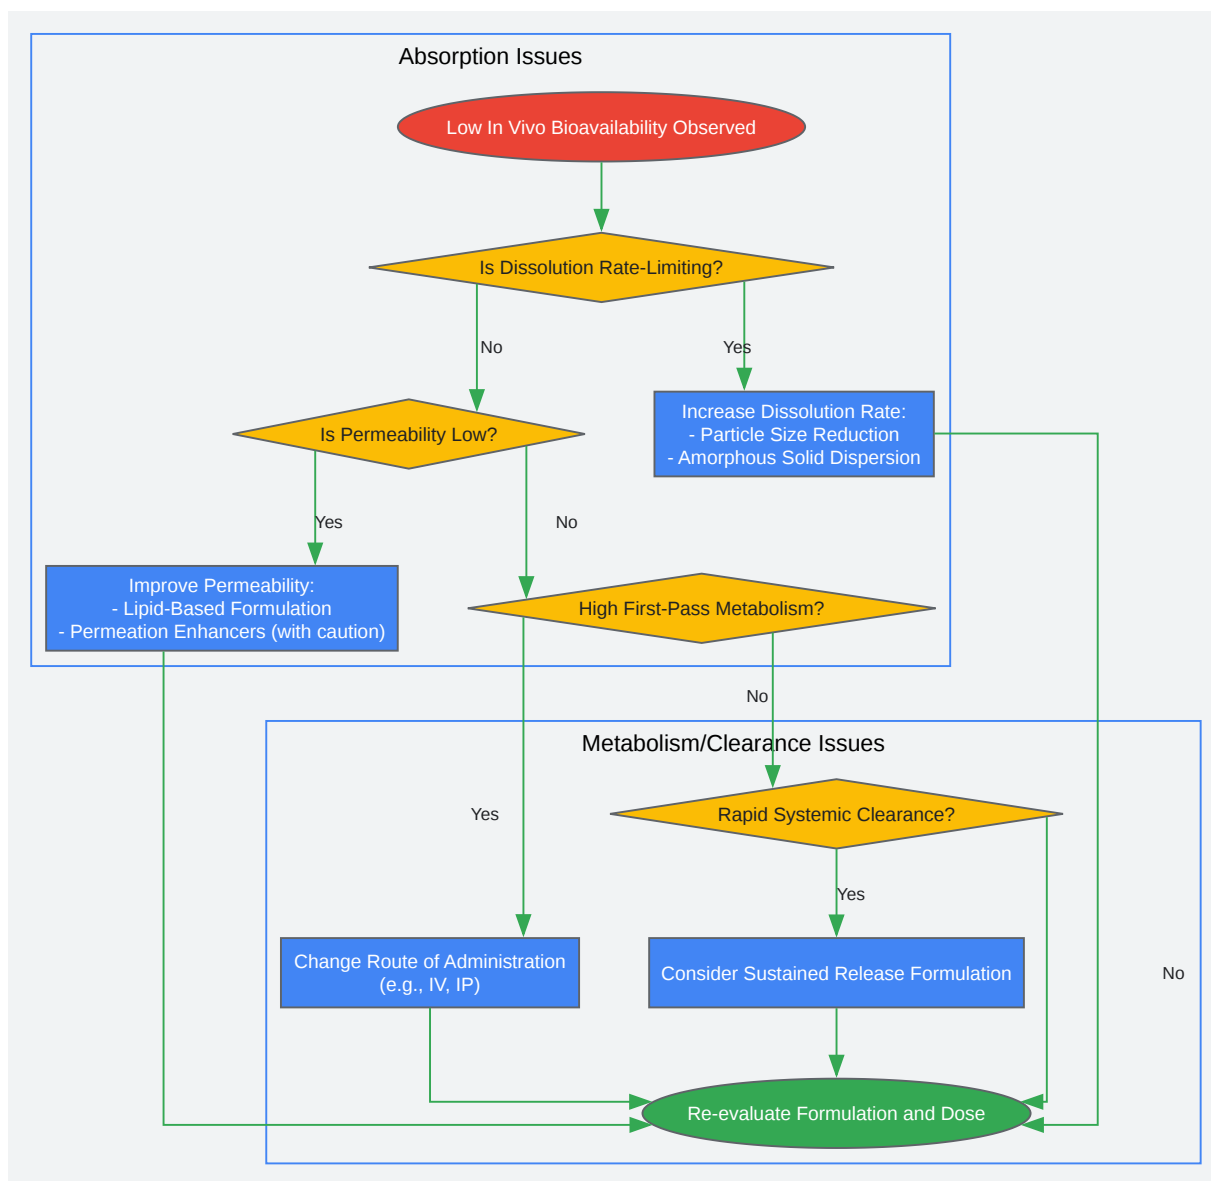 Absorption Issues
Low In Vivo Bioavailability Observed
Is Dissolution Rate-Limiting?
No
Yes
Increase Dissolution Rate:
- Particle Size Reduction
- Amorphous Solid Dispersion
Is Permeability Low?
Yes
No
Improve Permeability:
- Lipid-Based Formulation
- Permeation Enhancers (with caution)
High First-Pass Metabolism?
No
Metabolism/Clearance Issues
Yes
Rapid Systemic Clearance?
Yes
Change Route of Administration
(e.g., IV, IP)
Consider Sustained Release Formulation
No
Re-evaluate Formulation and Dose